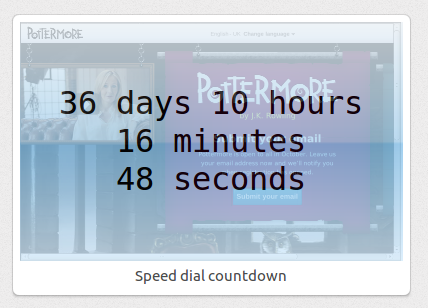 POTTERMORE
English - UK Change language
POTTERMORE
by J.K. Rowling
36 days 10 hours
16 minutes
48 seconds
email
Pottermore is open to all in October. Leave us
your email address now and we'll notify you
Submit your email
Speed dial countdown